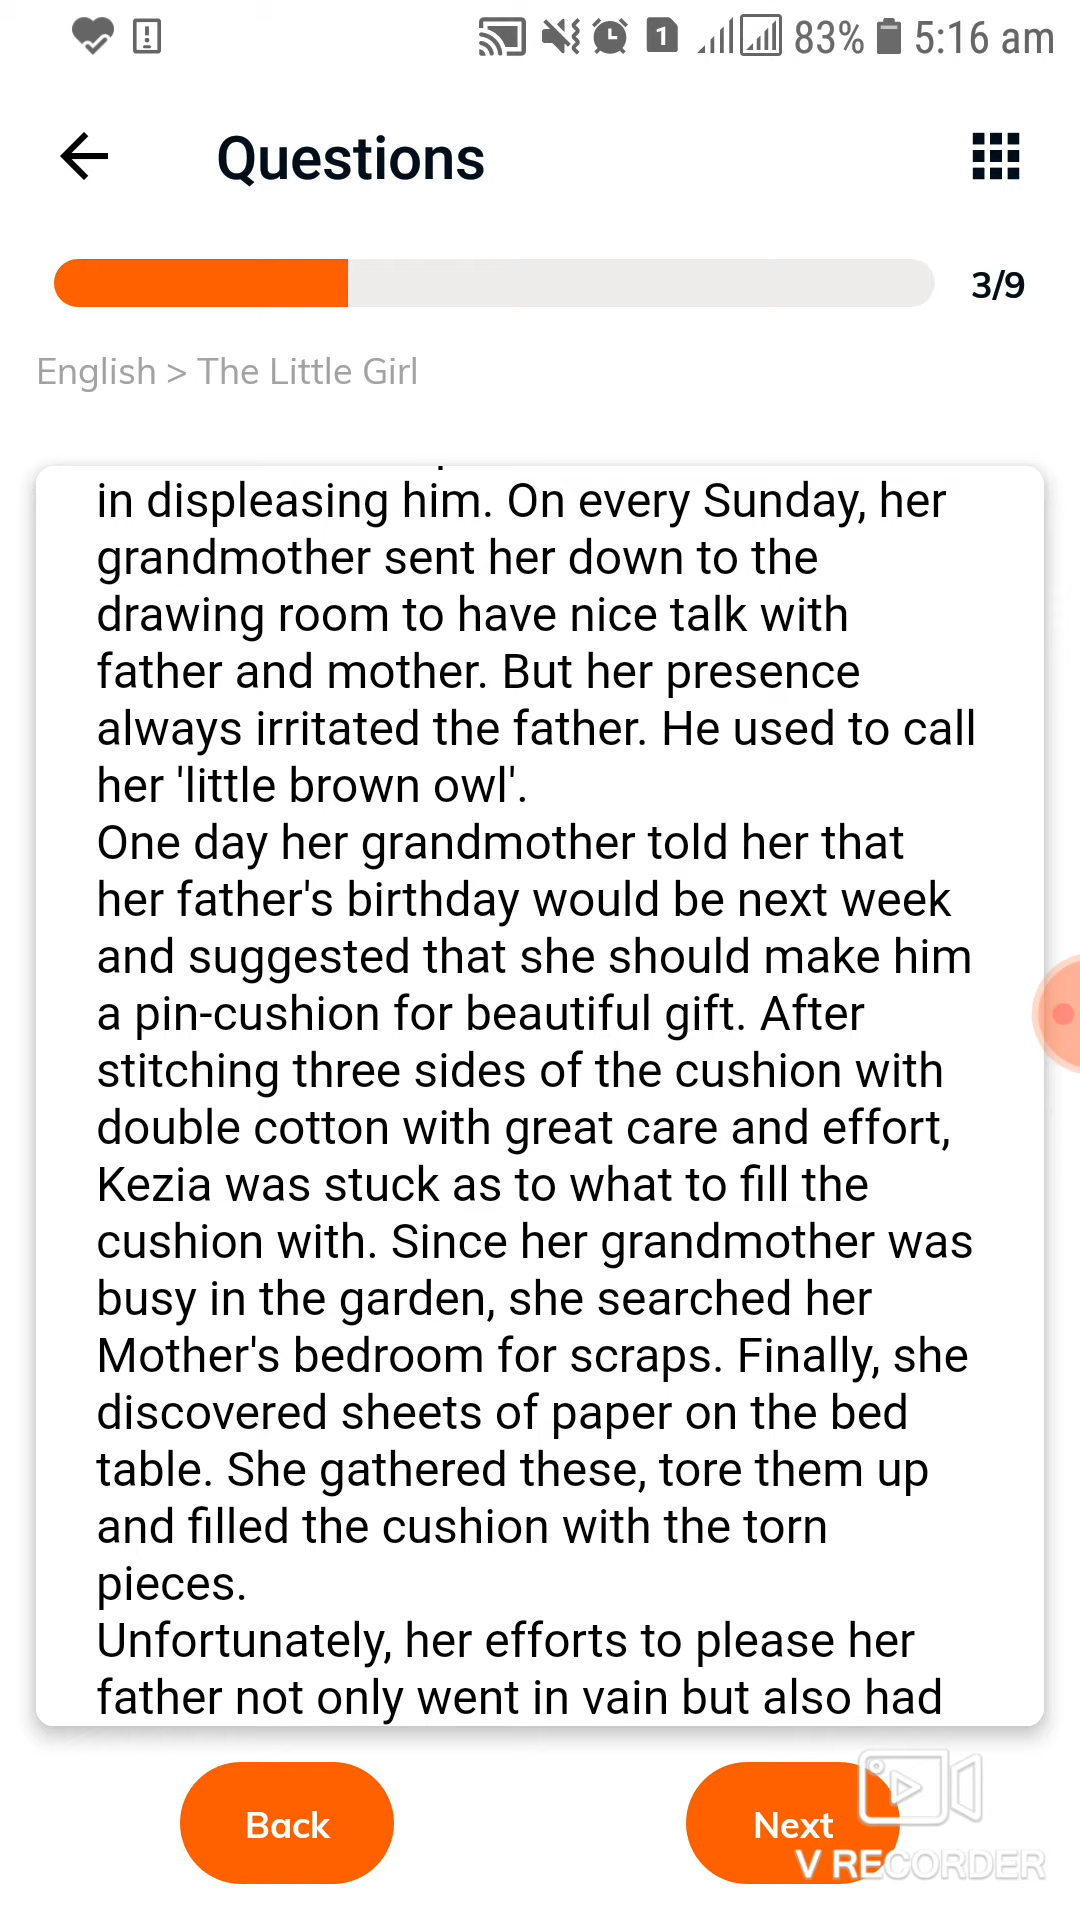 83% 5:16 am
Questions
3/9
English > The Little Girl
in displeasing him. On every Sunday, her
grandmother sent her down to the
drawing room to have nice talk with
father and mother. But her presence
always irritated the father. He used to call
her 'little brown owl'.
One day her grandmother told her that
her father's birthday would be next week
and suggested that she should make him
a pin-cushion for beautiful gift. After
stitching three sides of the cushion with
double cotton with great care and effort,
Kezia was stuck as to what to fill the
cushion with. Since her grandmother was
busy in the garden, she searched her
Mother's bedroom for scraps. Finally, she
discovered sheets of paper on the bed
table. She gathered these, tore them up
and filled the cushion with the torn
pieces.
Unfortunately, her efforts to please her
father not only went in vain but also had
Back
Next
V RECORDER